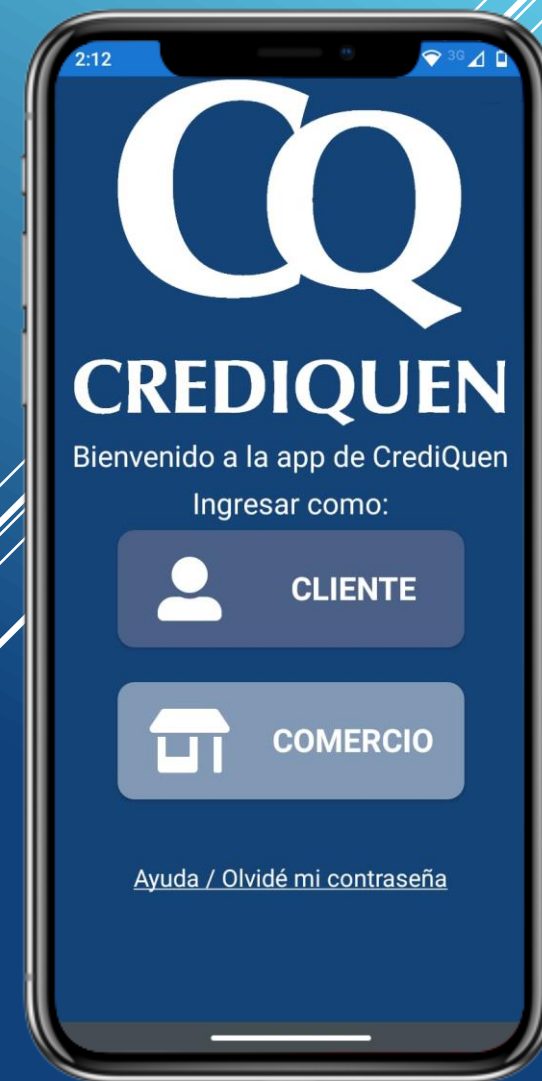 2:12
3G
CQ
CREDIQUEN
Bienvenido a la app de CrediQuen
Ingresar como:
CLIENTE
COMERCIO
Ayuda / Olvidé mi contraseña